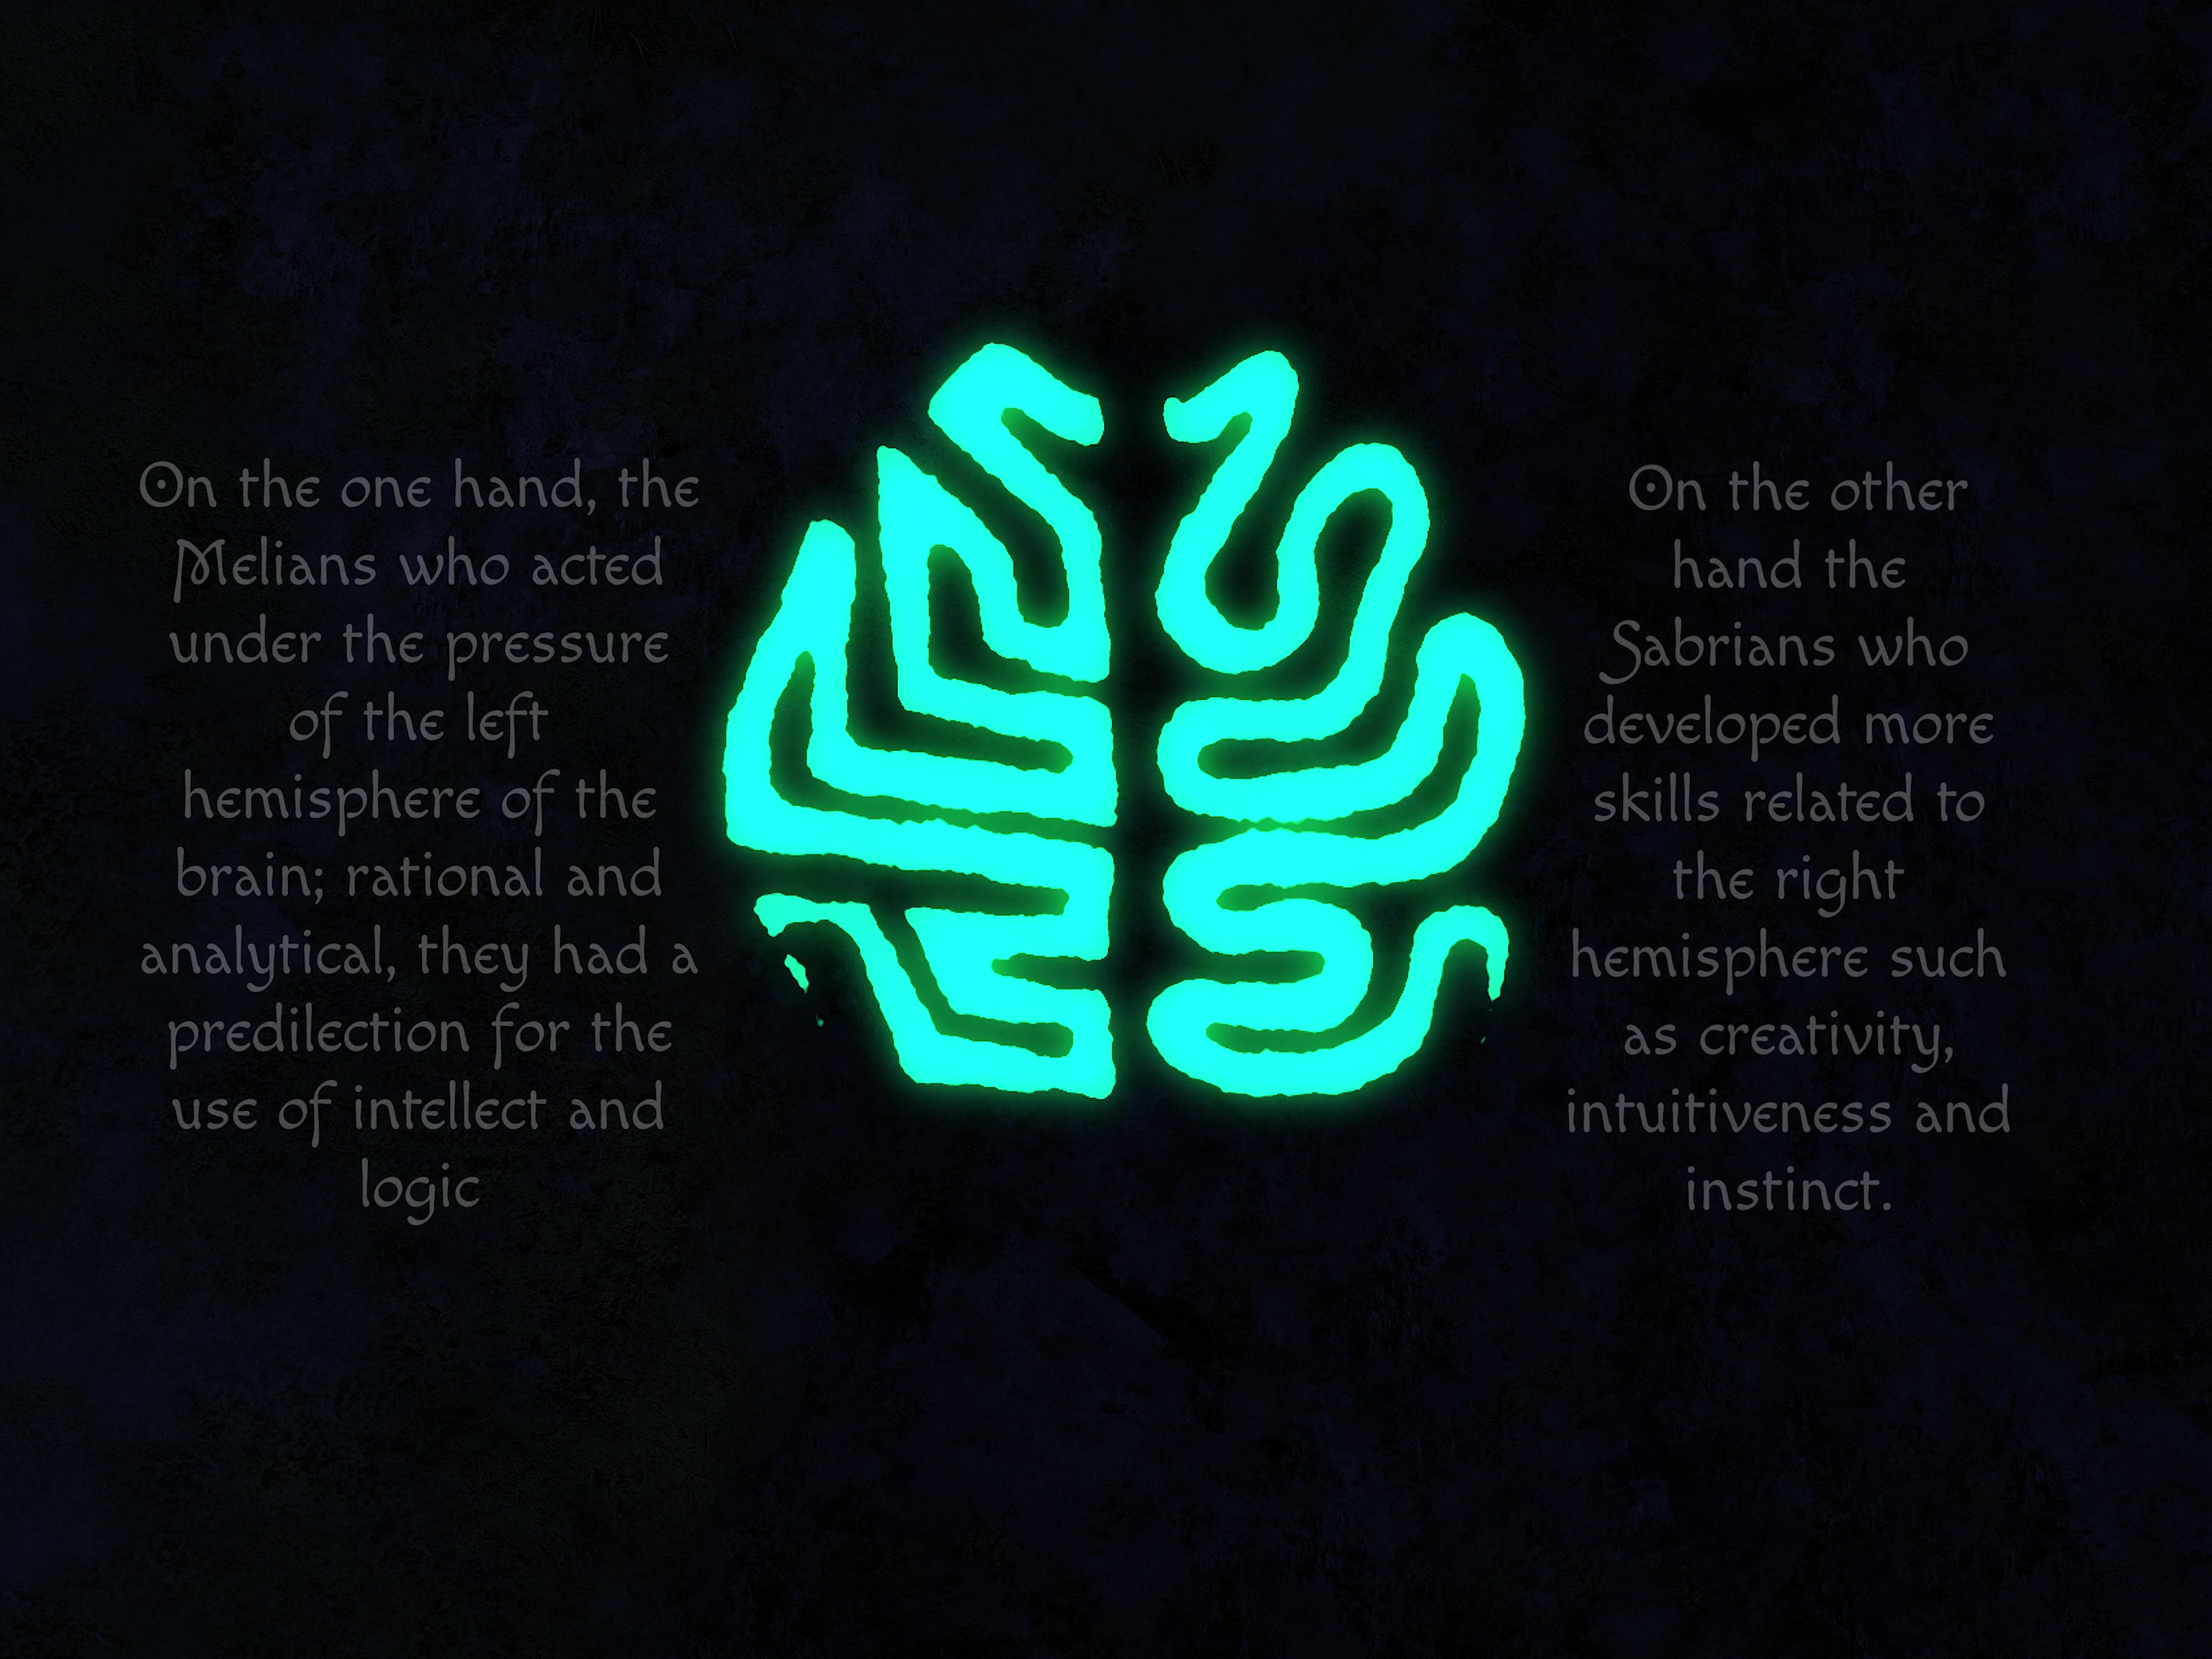 On the one hand, the
Melians who acted
under the pressure
of the left
hemisphere of the
brain; rational and
analytical, they had a
predilection for the
use of intellect and
logic
On the other
hand the
Sabrians who
developed more
skills related to
the right
hemisphere such
as creativity,
intuitiveness and
instinct.